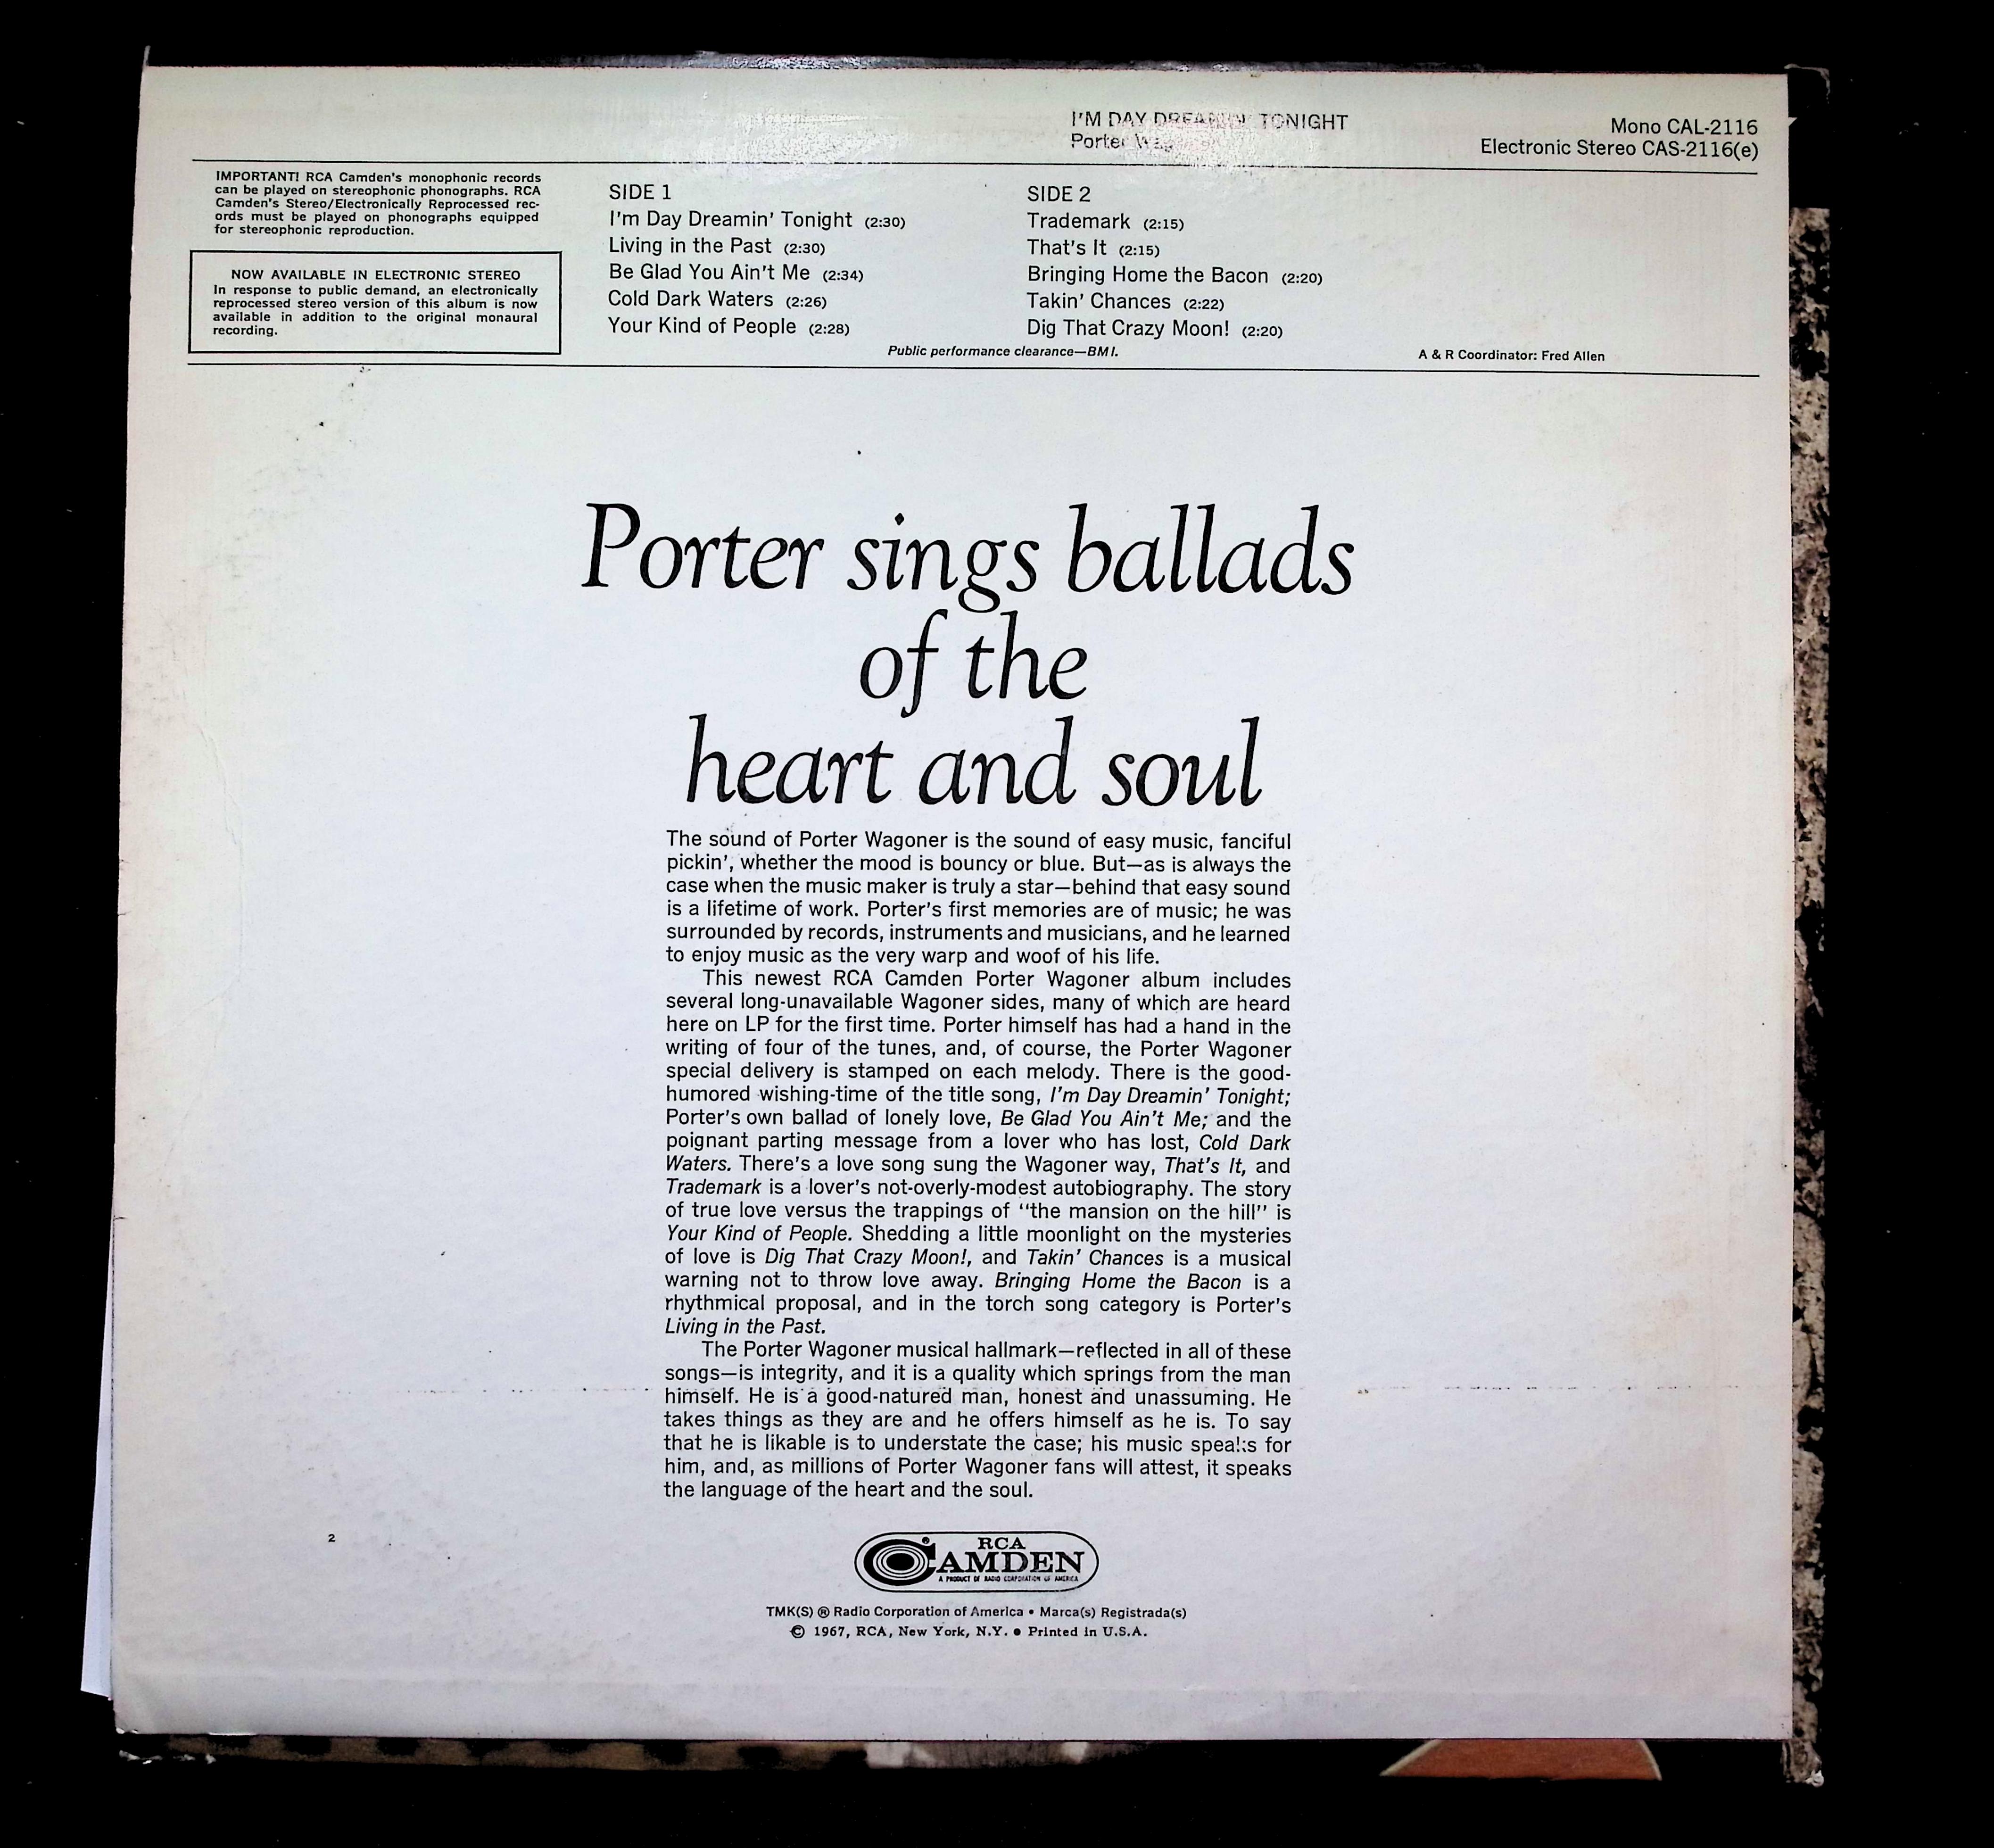 I'M DAY DREAMIN' TONIGHT
Porter
Mono CAL-2116
Electronic Stereo CAS-2116(e)
IMPORTANT! RCA Camden's monophonic records
can be played on stereophonic phonographs. RCA
Camden's Stereo/Electronically Reprocessed rec-
ords must be played on phonographs equipped
for stereophonic reproduction.
NOW AVAILABLE IN ELECTRONIC STEREO
In response to public demand, an electronically
reprocessed stereo version of this album is now
available in addition to the original monaural
recording.
SIDE 1
I'm Day Dreamin' Tonight (2:30)
Living in the Past (2:30)
Be Glad You Ain't Me (2:34)
Cold Dark Waters (2:26)
Your Kind of People (2:28)
SIDE 2
Trademark (2:15)
That's It (2:15)
Bringing Home the Bacon (2:20)
Takin' Chances (2:22)
Dig That Crazy Moon! (2:20)
Public performance clearance—BMI.
A & R Coordinator: Fred Allen
Porter sings ballads
of the
heart and soul
The sound of Porter Wagoner is the sound of easy music, fanciful
pickin', whether the mood is bouncy or blue. But—as is always the
case when the music maker is truly a star—behind that easy sound
is a lifetime of work. Porter's first memories are of music; he was
surrounded by records, instruments and musicians, and he learned
to enjoy music as the very warp and woof of his life.
This newest RCA Camden Porter Wagoner album includes
several long-unavailable Wagoner sides, many of which are heard
here on LP for the first time. Porter himself has had a hand in the
writing of four of the tunes, and, of course, the Porter Wagoner
special delivery is stamped on each melody. There is the good-
humored wishing-time of the title song, I'm Day Dreamin' Tonight;
Porter's own ballad of lonely love, Be Glad You Ain't Me; and the
poignant parting message from a lover who has lost, Cold Dark
Waters. There's a love song sung the Wagoner way, That's It, and
Trademark is a lover's not-overly-modest autobiography. The story
of true love versus the trappings of "the mansion on the hill" is
Your Kind of People. Shedding a little moonlight on the mysteries
of love is Dig That Crazy Moon!, and Takin' Chances is a musical
warning not to throw love away. Bringing Home the Bacon is a
rhythmical proposal, and in the torch song category is Porter's
Living in the Past.
The Porter Wagoner musical hallmark—reflected in all of these
songs—is integrity, and it is a quality which springs from the man
himself. He is a good-natured man, honest and unassuming. He
takes things as they are and he offers himself as he is. To say
that he is likable is to understate the case; his music speaks for
him, and, as millions of Porter Wagoner fans will attest, it speaks
the language of the heart and the soul.
2
RCA
CAMDEN®
A PRODUCT OF RADIO CORPORATION OF AMERICA
TMK(S) ® Radio Corporation of America • Marca(s) Registrada(s)
© 1967, RCA, New York, N.Y. • Printed in U.S.A.